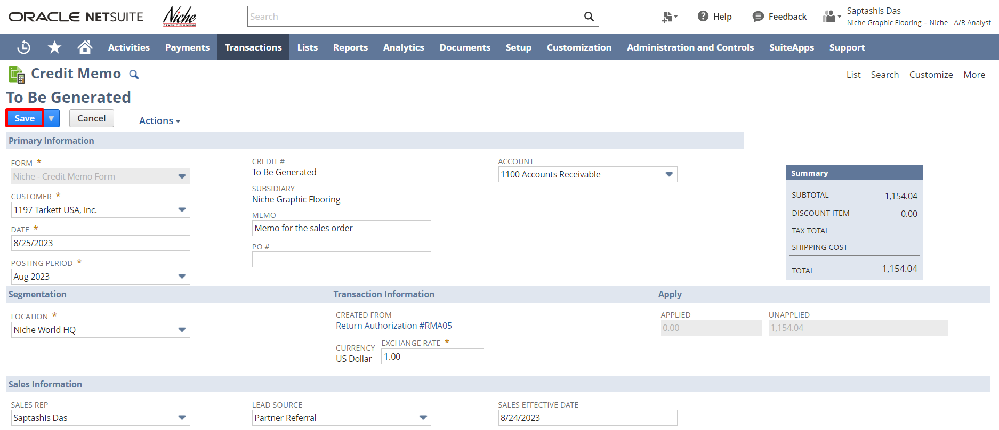 ORACLE NETSUITE
Niche
GRAPHIC FLOORING
Search
Help
Feedback
Saptashis Das
Niche Graphic Flooring - Niche - A/R Analyst
Activities Payments Transactions Lists Reports Analytics Documents Setup Customization Administration and Controls SuiteApps Support
Credit Memo
List Search Customize More
To Be Generated
Save Cancel Actions
Primary Information
FORM *
Niche - Credit Memo Form
CUSTOMER *
1197 Tarkett USA, Inc.
DATE *
8/25/2023
POSTING PERIOD *
Aug 2023
CREDIT #
To Be Generated
SUBSIDIARY
Niche Graphic Flooring
MEMO
Memo for the sales order
PO #
ACCOUNT
1100 Accounts Receivable
Summary
SUBTOTAL 1,154.04
DISCOUNT ITEM 0.00
TAX TOTAL
SHIPPING COST
TOTAL 1,154.04
Segmentation
LOCATION *
Niche World HQ
Transaction Information
CREATED FROM
Return Authorization #RMA05
CURRENCY
US Dollar
EXCHANGE RATE *
1.00
Apply
APPLIED
0.00
UNAPPLIED
1,154.04
Sales Information
SALES REP
Saptashis Das
LEAD SOURCE
Partner Referral
SALES EFFECTIVE DATE
8/24/2023